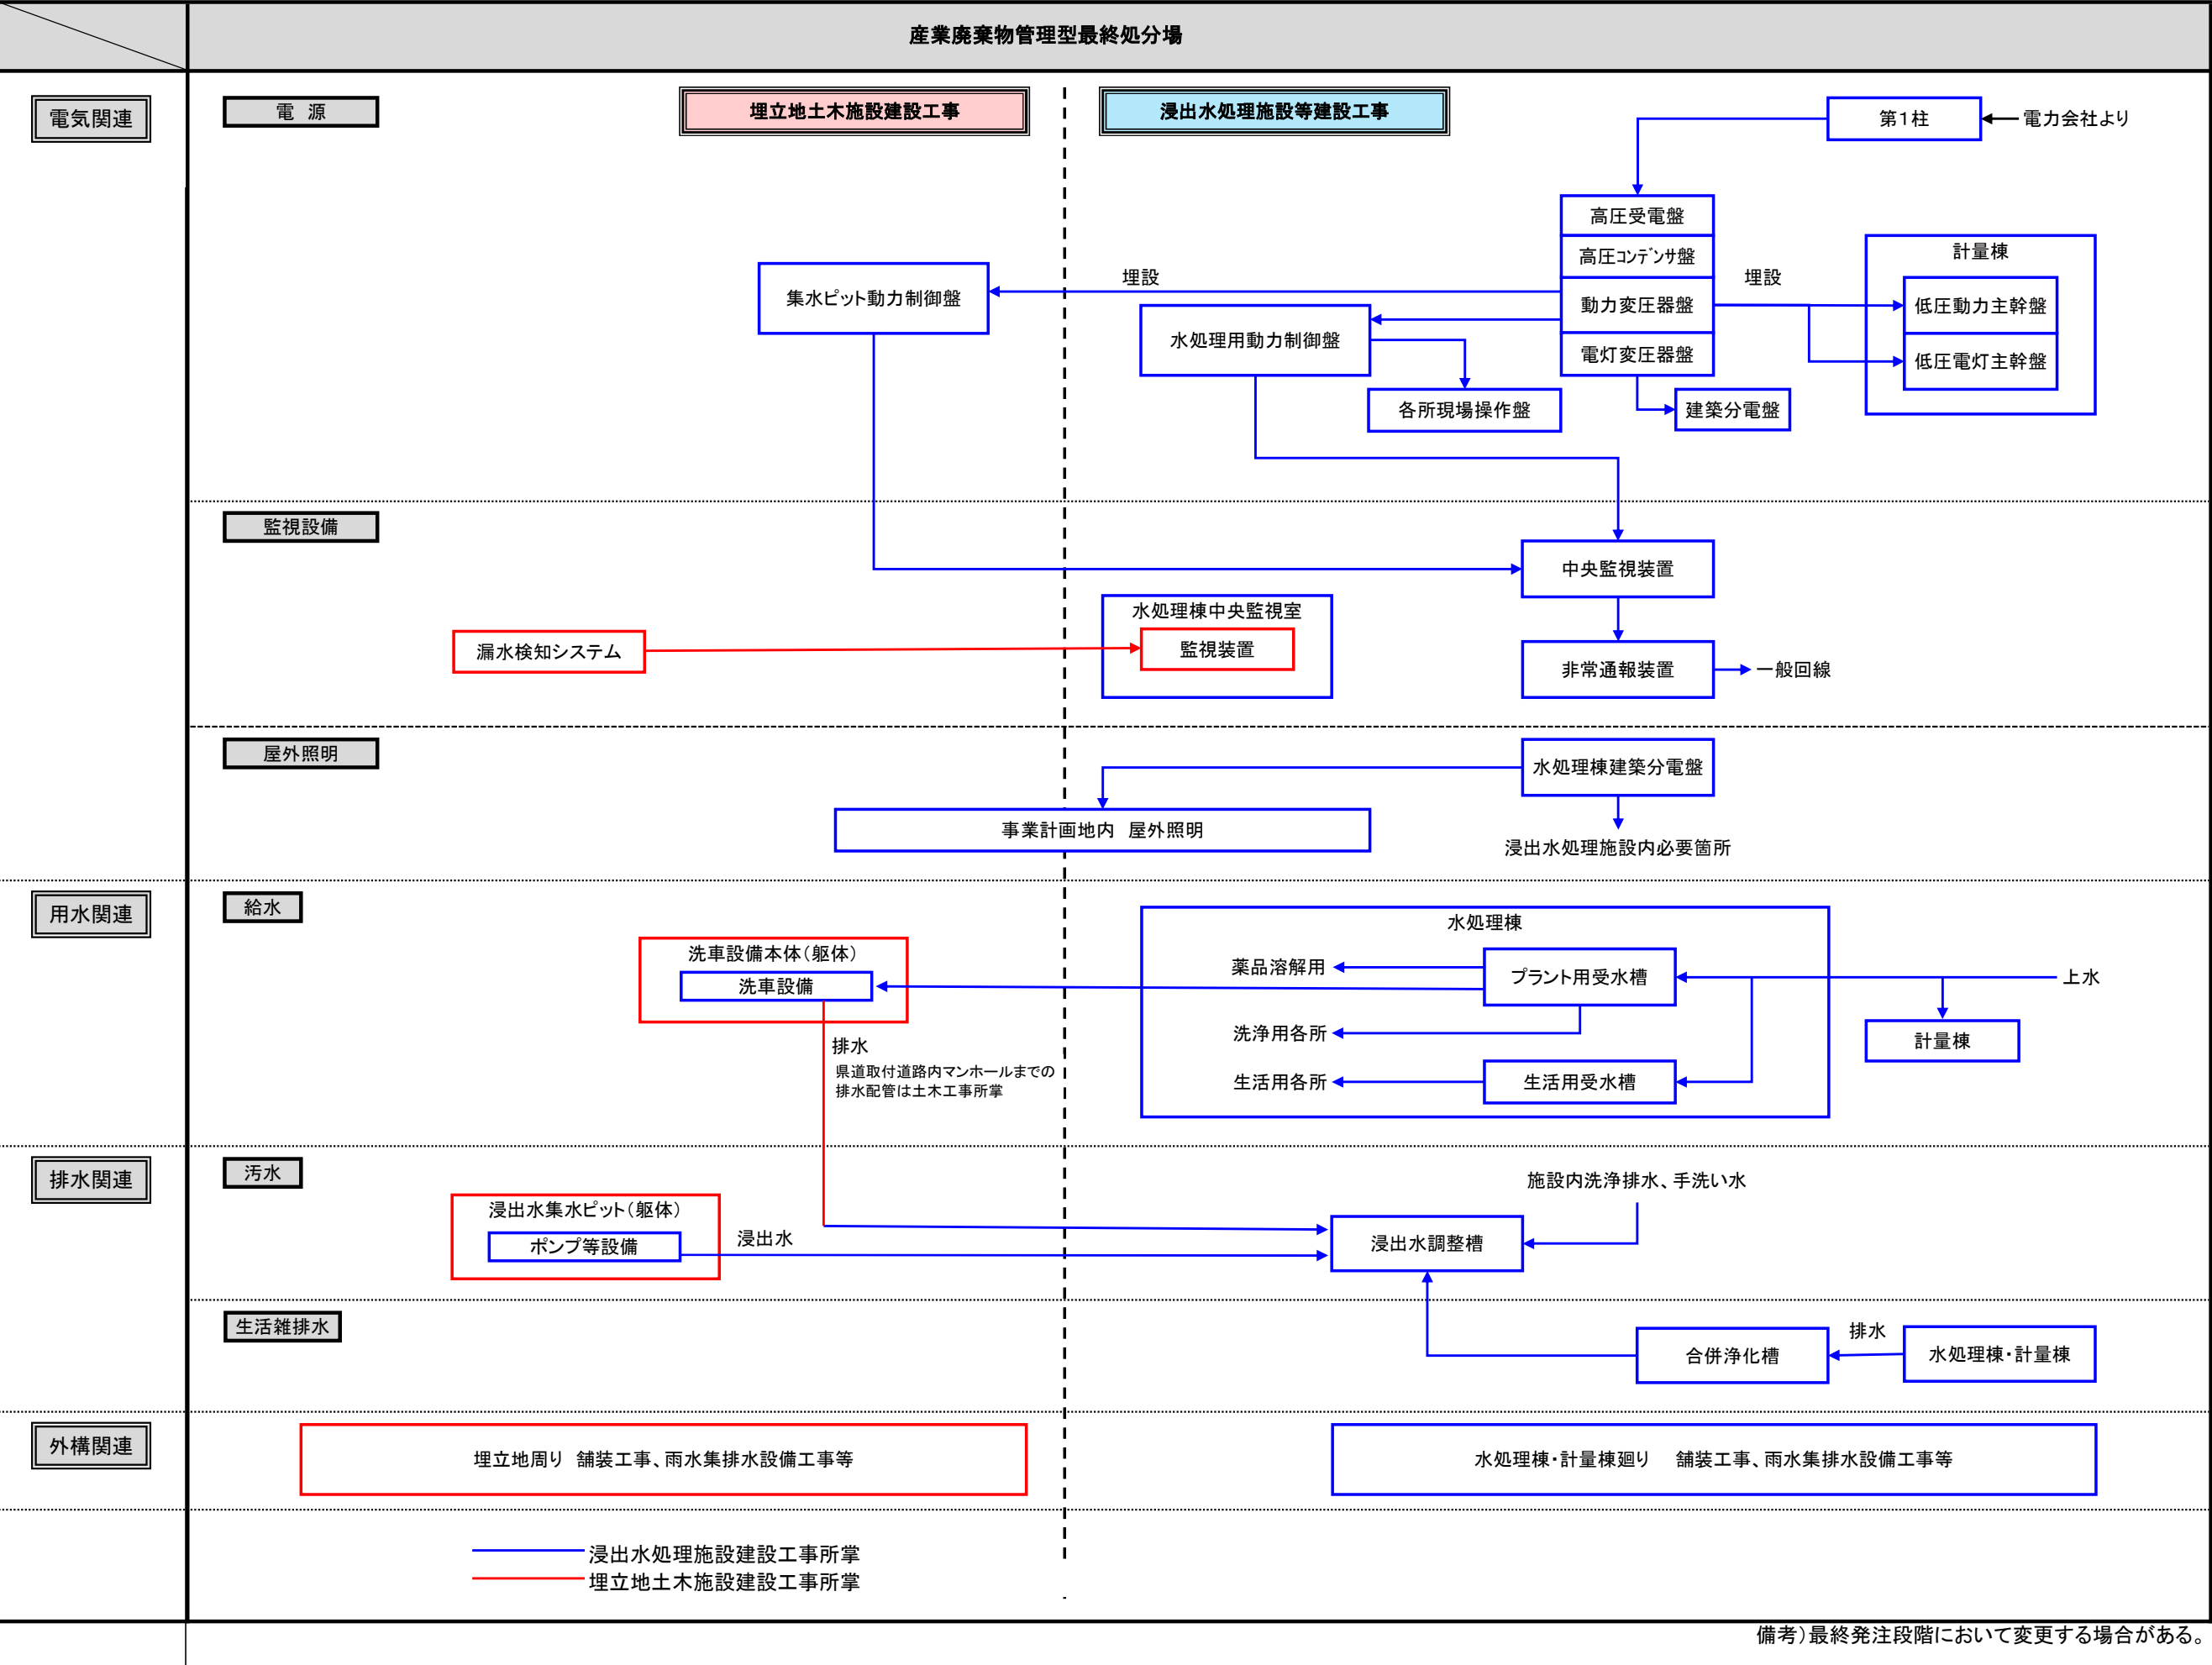 産業廃棄物管理型最終処分場
電気関連
電　源
埋立地土木施設建設工事
浸出水処理施設等建設工事
第１柱
電力会社より
高圧受電盤
高圧ｺﾝﾃﾞﾝｻ盤
動力変圧器盤
電灯変圧器盤
計量棟
低圧動力主幹盤
低圧電灯主幹盤
埋設
埋設
集水ピット動力制御盤
水処理用動力制御盤
各所現場操作盤
建築分電盤
監視設備
中央監視装置
水処理棟中央監視室
監視装置
漏水検知システム
非常通報装置
一般回線
屋外照明
水処理棟建築分電盤
事業計画地内　屋外照明
浸出水処理施設内必要箇所
用水関連
給水
水処理棟
洗車設備本体（躯体）
洗車設備
薬品溶解用
プラント用受水槽
上水
洗浄用各所
計量棟
生活用各所
生活用受水槽
排水
県道取付道路内マンホールまでの
排水配管は土木工事所掌
排水関連
汚水
施設内洗浄排水、手洗い水
浸出水集水ピット（躯体）
ポンプ等設備
浸出水
浸出水調整槽
生活雑排水
排水
合併浄化槽
水処理棟・計量棟
外構関連
埋立地周り　舗装工事、雨水集排水設備工事等
水処理棟・計量棟廻り　　舗装工事、雨水集排水設備工事等
浸出水処理施設建設工事所掌
埋立地土木施設建設工事所掌
備考）最終発注段階において変更する場合がある。